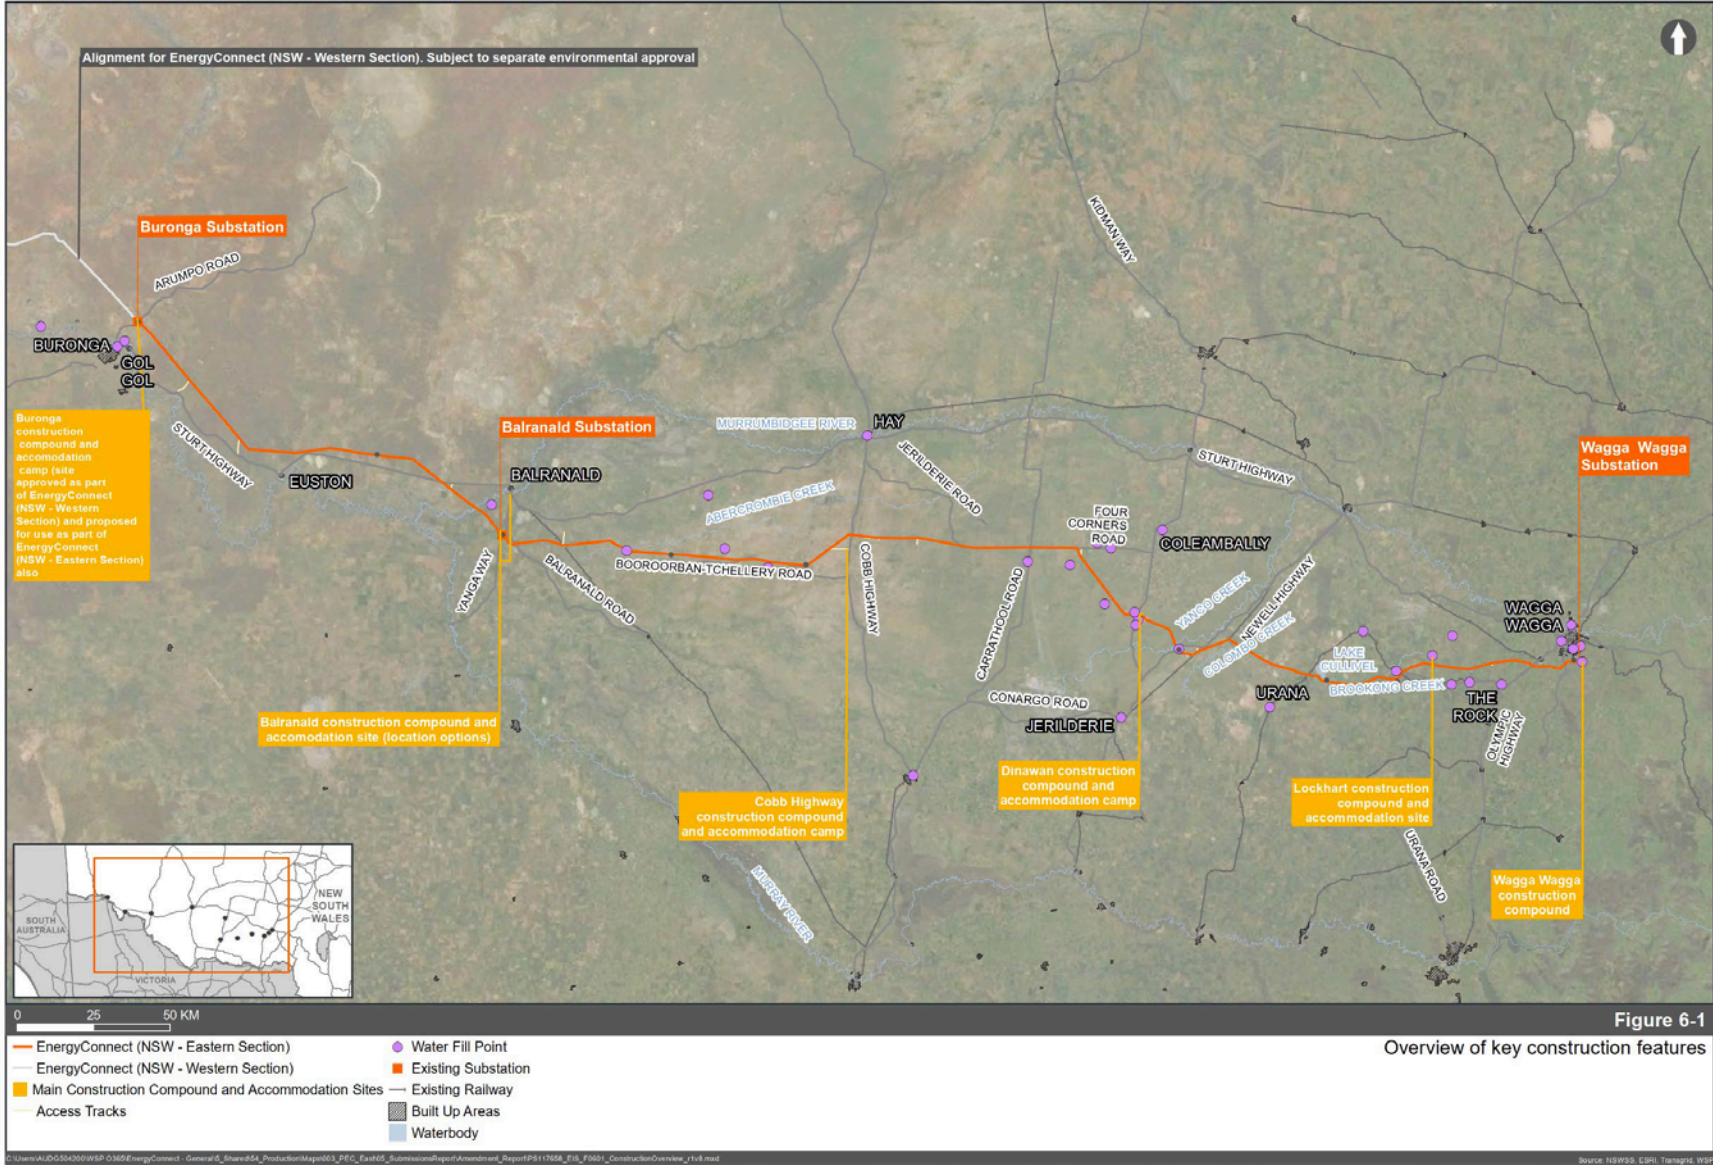 Alignment for EnergyConnect (NSW - Western Section). Subject to separate environmental approval
KIDMAN WAY
Buronga Substation
ARUMPO ROAD
BURONGA
GOL
GOL
Buronga
construction
compound and
accomodation
camp (site
approved as part
of EnergyConnect
(NSW - Western
Section) and proposed
for use as part of
EnergyConnect
(NSW - Eastern Section)
also
STURT HIGHWAY
EUSTON
Balranald Substation
BALRANALD
MURRUMBIDGEE RIVER
HAY
JERILDERIE ROAD
ABERCROMBIE CREEK
STURT HIGHWAY
Wagga Wagga
Substation
FOUR
CORNERS
ROAD
COLEAMBALLY
YANGA WAY
BALRANALD ROAD
BOOROORBAN-TCHELLERY ROAD
COBB HIGHWAY
CARRATHOOL ROAD
YANCO CREEK
NEWELL HIGHWAY
COLOMBO CREEK
WAGGA
WAGGA
LAKE
CULLIVEL
BROOKONG CREEK
URANA
THE
ROCK
OLYMPIC
HIGHWAY
CONARGO ROAD
JERILDERIE
Balranald construction compound and
accomodation site (location options)
Cobb Highway
construction compound
and accommodation camp
Dinawan construction
compound and
accommodation camp
Lockhart construction
compound and
accommodation site
URANA ROAD
Wagga Wagga
construction
compound
MURRAY RIVER
SOUTH
AUSTRALIA
NEW
SOUTH
WALES
VICTORIA
0 25 50 KM
Figure 6-1
Overview of key construction features
EnergyConnect (NSW - Eastern Section)
EnergyConnect (NSW - Western Section)
Main Construction Compound and Accommodation Sites
Access Tracks
Water Fill Point
Existing Substation
Existing Railway
Built Up Areas
Waterbody
Source: NSWSS, ESRI, Transgrid, WSP